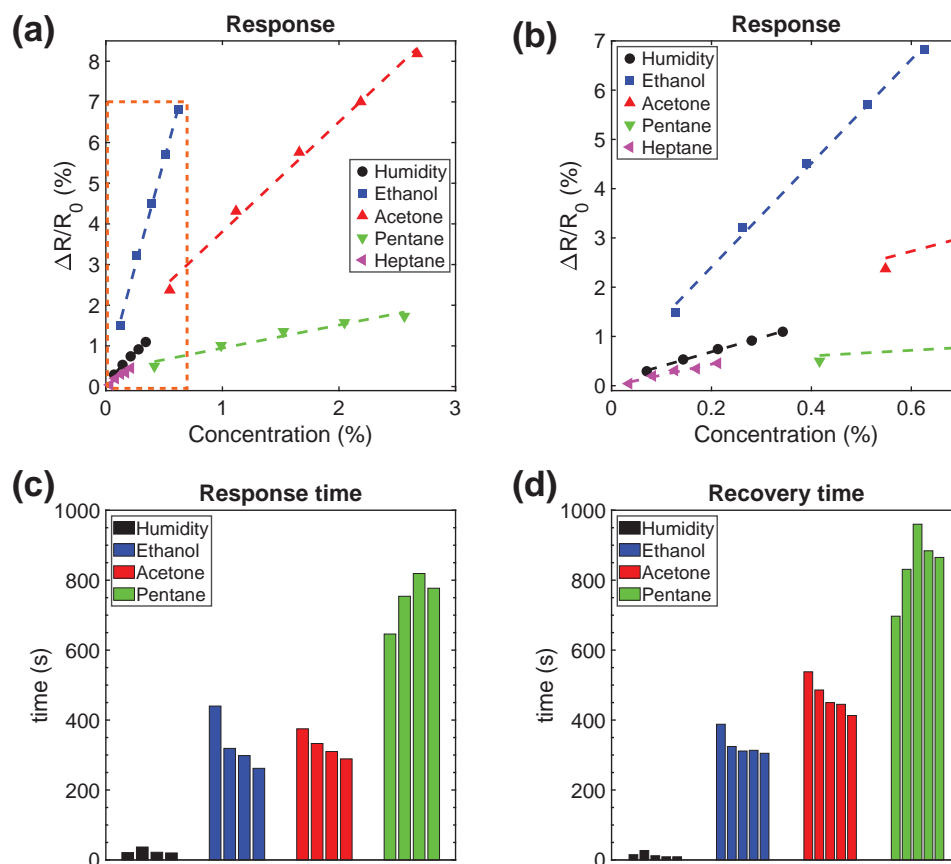 (a)
Response
ΔR/R0 (%)
8
7
6
5
4
3
2
1
0
Humidity
Ethanol
Acetone
Pentane
Heptane
0 1 2 3
Concentration (%)
(b)
Response
ΔR/R0 (%)
7
6
5
4
3
2
1
0
Humidity
Ethanol
Acetone
Pentane
Heptane
0 0.2 0.4 0.6
Concentration (%)
(c)
Response time
time (s)
1000
800
600
400
200
0
Humidity
Ethanol
Acetone
Pentane
(d)
Recovery time
time (s)
1000
800
600
400
200
0
Humidity
Ethanol
Acetone
Pentane